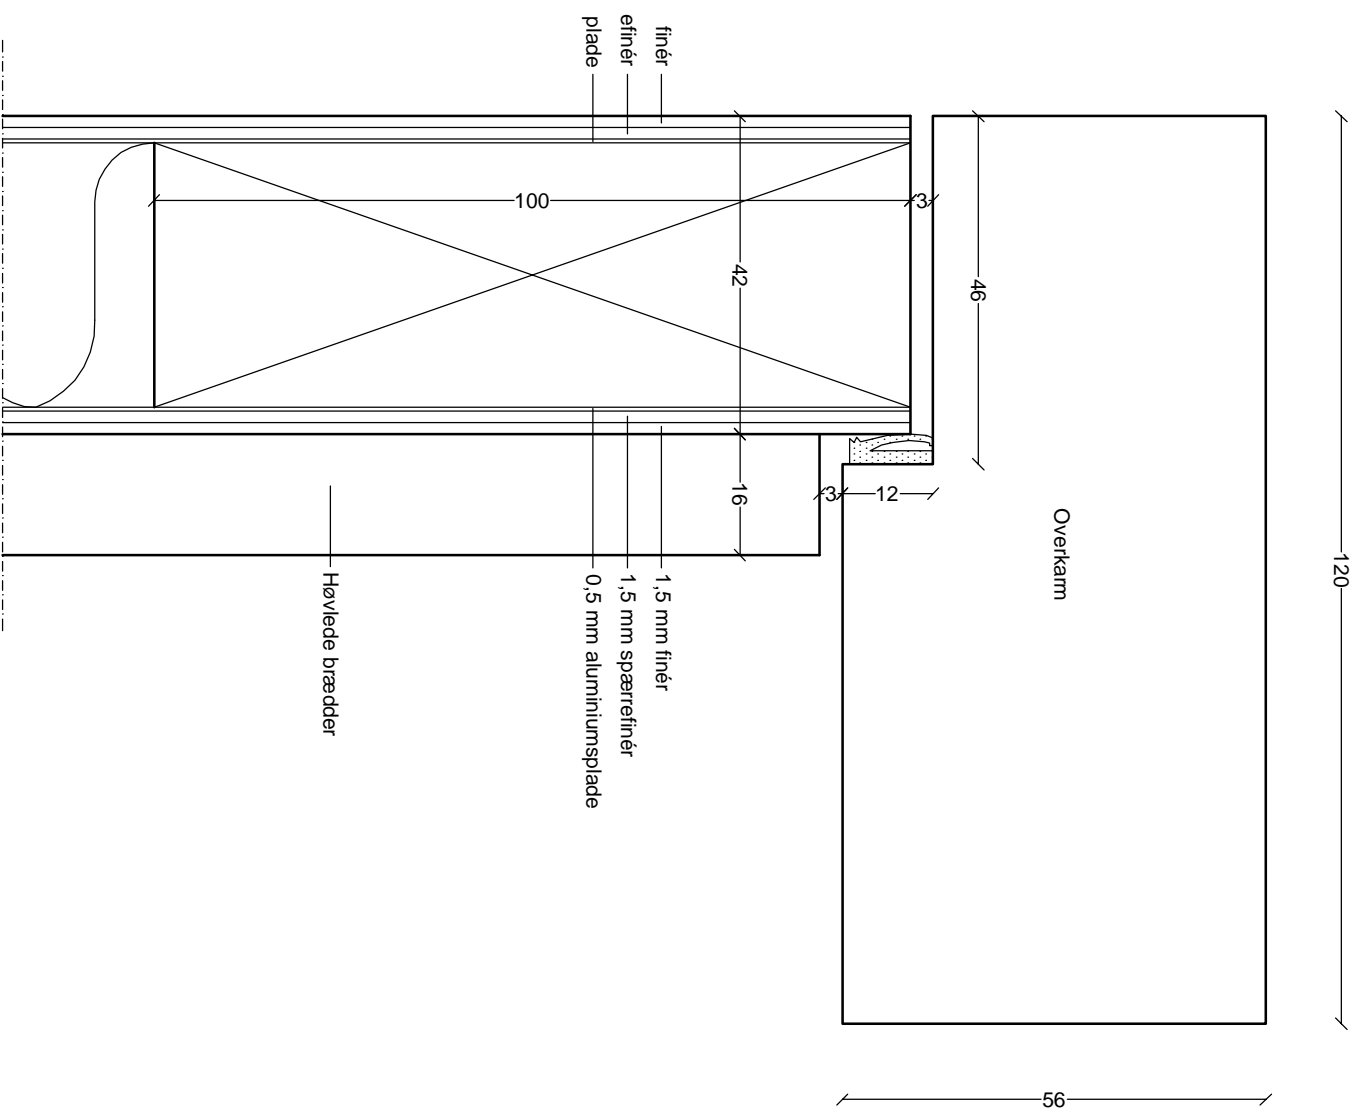 finér
efinér
plade
100
3
42
46
16
3
12
Overkarm
120
1,5 mm finér
1,5 mm spærrefinér
0,5 mm aluminiumsplade
Høvlede brædder
56